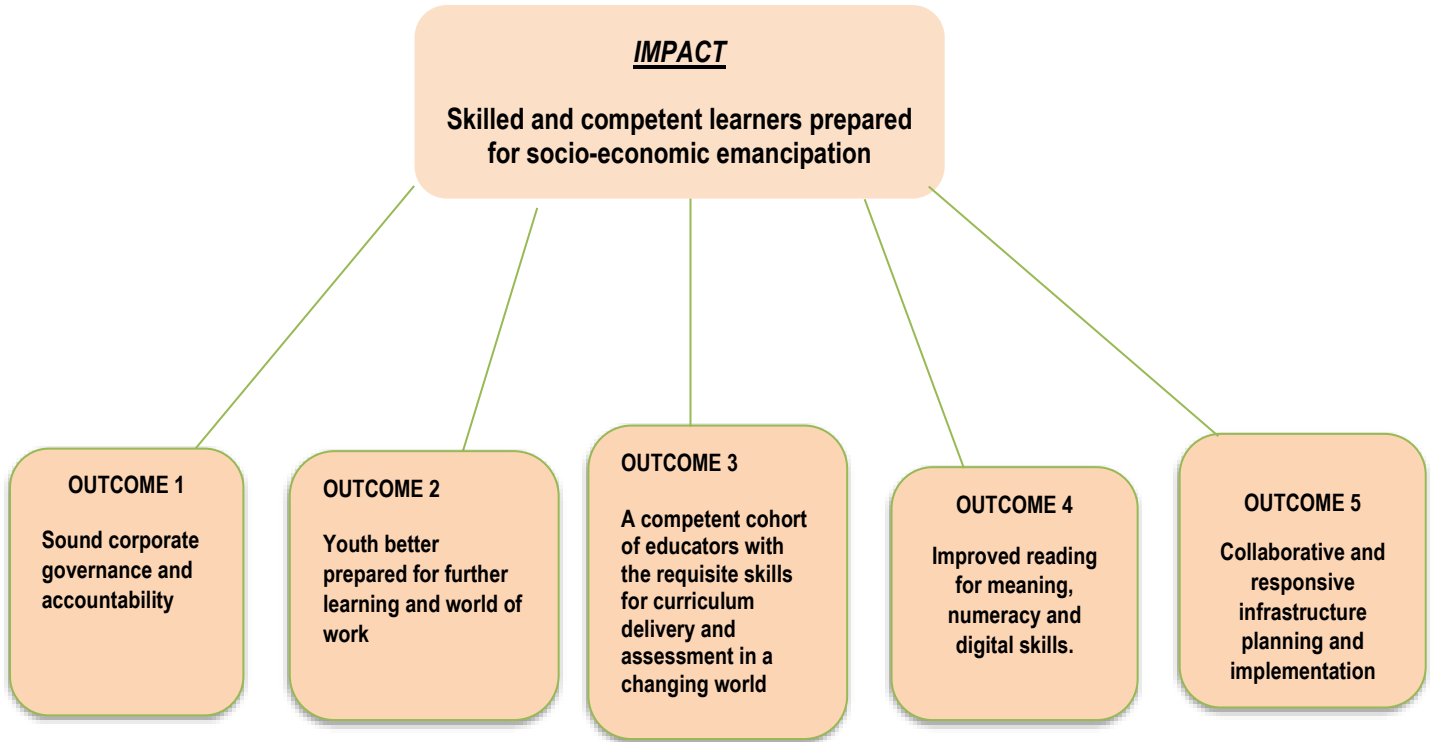 IMPACT
Skilled and competent learners prepared
for socio-economic emancipation
OUTCOME 1
Sound corporate
governance and
accountability
OUTCOME 2
Youth better
prepared for further
learning and world of
work
OUTCOME 3
A competent cohort
of educators with
the requisite skills
for curriculum
delivery and
assessment in a
changing world
OUTCOME 4
Improved reading
for meaning,
numeracy and
digital skills.
OUTCOME 5
Collaborative and
responsive
infrastructure
planning and
implementation